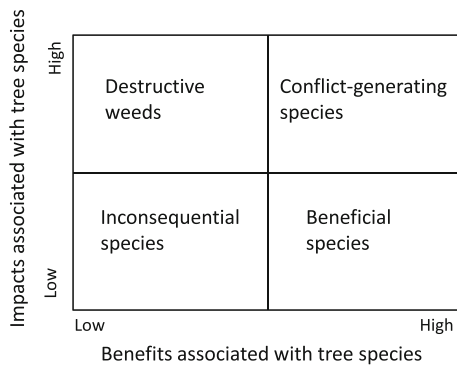 Impacts associated with tree species
High
Low
Destructive
weeds
Conflict-generating
species
Inconsequential
species
Beneficial
species
Low
High
Benefits associated with tree species